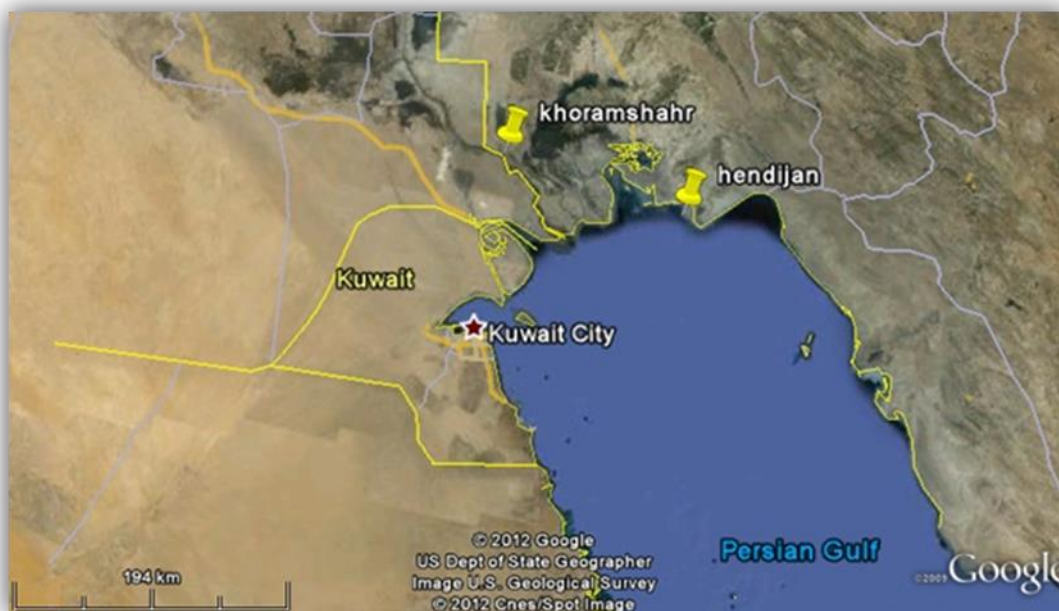 khoramshahr
hendijan
Kuwait
Kuwait City
© 2012 Google
US Dept of State Geographer
Image U.S. Geological Survey
© 2012 Cnes/Spot Image
194 km
Persian Gulf
©2009 Google